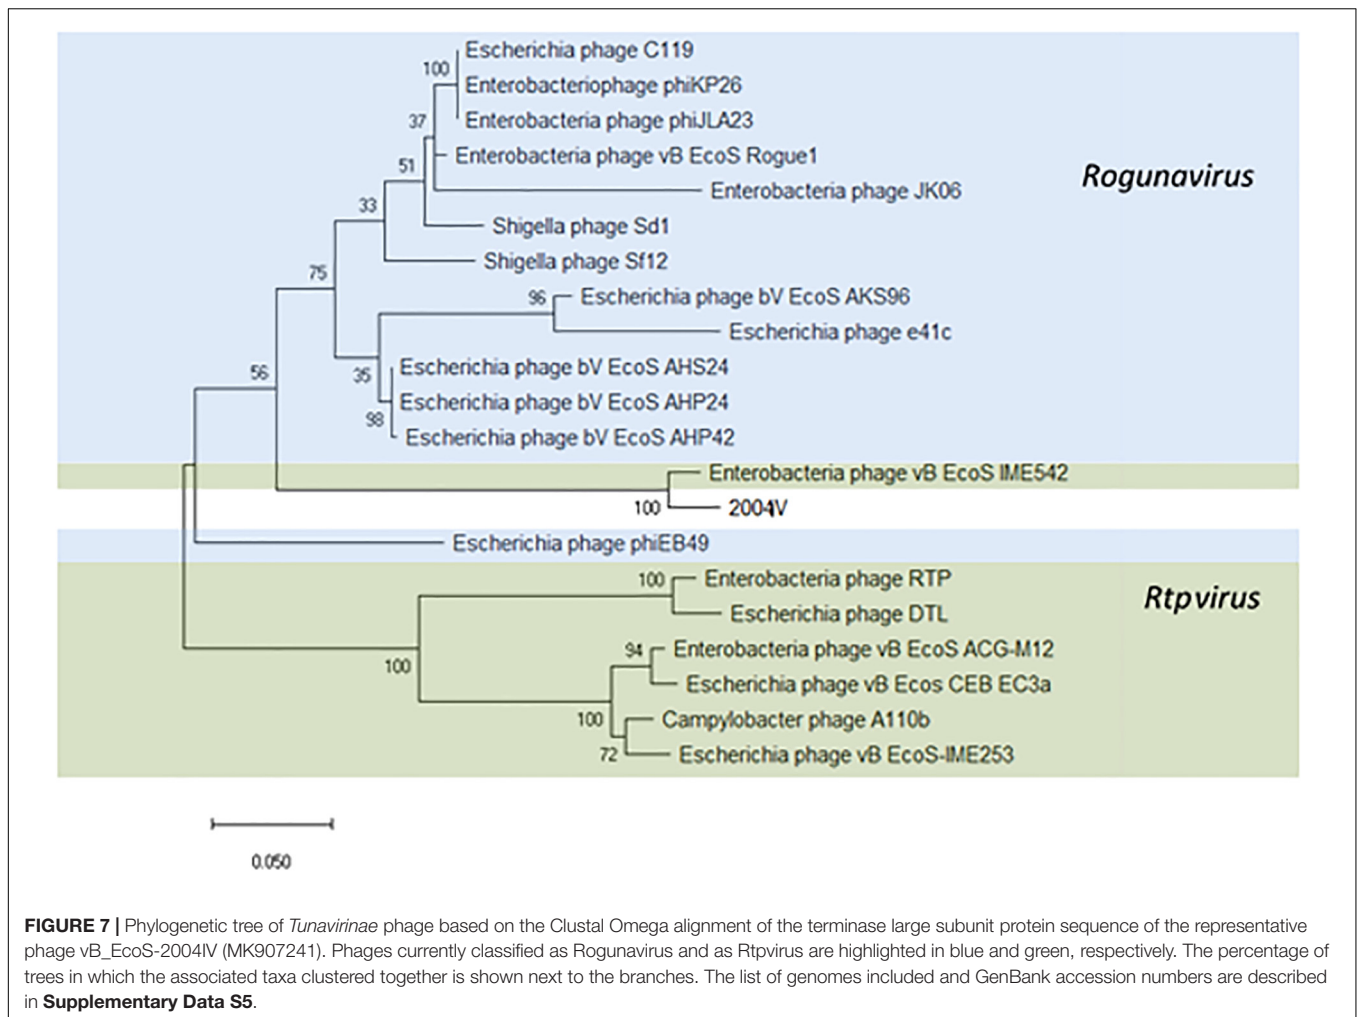 Escherichia phage C119
100
Enterobacteriophage phiKP26
Enterobacteria phage phiJLA23
37
Enterobacteria phage vB EcoS Rogue1
51
Rogunavirus
Enterobacteria phage JK06
33
Shigella phage Sd1
Shigella phage Sf12
75
96
Escherichia phage bV EcoS AKS96
Escherichia phage e41c
56
35
Escherichia phage bV EcoS AHS24
Escherichia phage bV EcoS AHP24
98
Escherichia phage bV EcoS AHP42
Enterobacteria phage vB EcoS IME542
100
2004IV
Escherichia phage phiEB49
100
Enterobacteria phage RTP
Rtpvirus
Escherichia phage DTL
94
Enterobacteria phage vB EcoS ACG-M12
100
Escherichia phage vB Ecos CEB EC3a
100
Campylobacter phage A110b
72
Escherichia phage vB EcoS-IME253
0.050
FIGURE 7 | Phylogenetic tree of Tunavirinae phage based on the Clustal Omega alignment of the terminase large subunit protein sequence of the representative
phage vB_EcoS-2004IV (MK907241). Phages currently classified as Rogunavirus and as Rtpvirus are highlighted in blue and green, respectively. The percentage of
trees in which the associated taxa clustered together is shown next to the branches. The list of genomes included and GenBank accession numbers are described
in Supplementary Data S5.